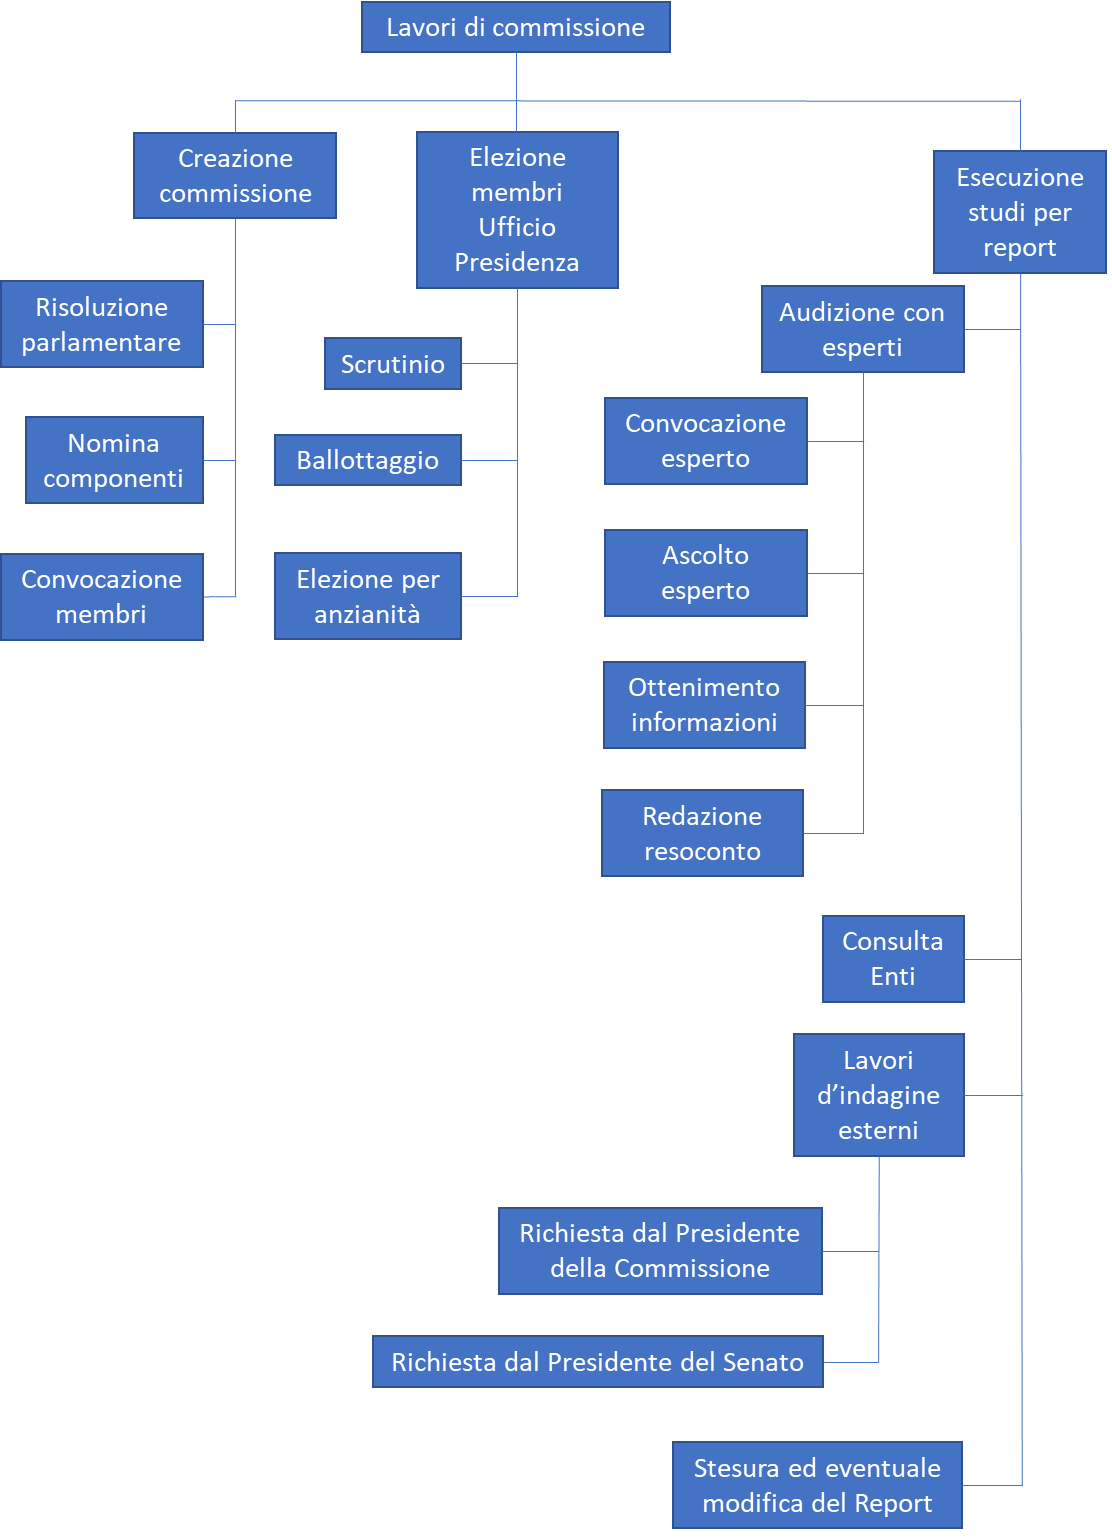 Lavori di commissione
Creazione
commissione
Risoluzione
parlamentare
Nomina
componenti
Convocazione
membri
Elezione
membri
Ufficio
Presidenza
Scrutinio
Ballottaggio
Elezione per
anzianità
Esecuzione
studi per
report
Audizione con
esperti
Convocazione
esperto
Ascolto
esperto
Ottenimento
informazioni
Redazione
resoconto
Consulta
Enti
Lavori
d’indagine
esterni
Richiesta dal Presidente
della Commissione
Richiesta dal Presidente del Senato
Stesura ed eventuale
modifica del Report